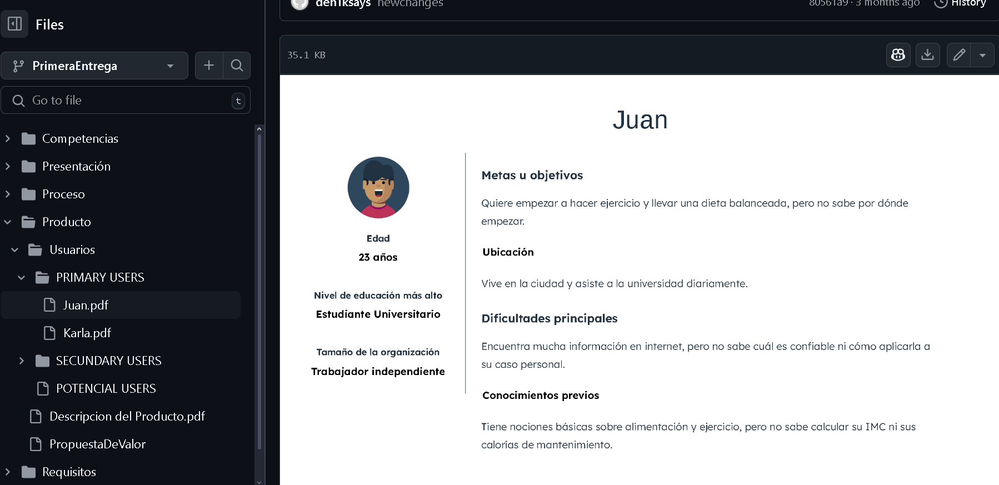 Files
PrimeraEntrega
Go to file
t
Competencias
Presentación
Proceso
Producto
Usuarios
PRIMARY USERS
Juan.pdf
Karla.pdf
SECUNDARY USERS
POTENCIAL USERS
Descripcion del Producto.pdf
PropuestaDeValor
Requisitos
den1ksays newchanges
80561a9 · 3 months ago
History
35.1 KB
Juan
Edad
23 años
Nivel de educación más alto
Estudiante Universitario
Tamaño de la organización
Trabajador independiente
Metas u objetivos
Quiere empezar a hacer ejercicio y llevar una dieta balanceada, pero no sabe por dónde
empezar.
Ubicación
Vive en la ciudad y asiste a la universidad diariamente.
Dificultades principales
Encuentra mucha información en internet, pero no sabe cuál es confiable ni cómo aplicarla a
su caso personal.
Conocimientos previos
Tiene nociones básicas sobre alimentación y ejercicio, pero no sabe calcular su IMC ni sus
calorías de mantenimiento.